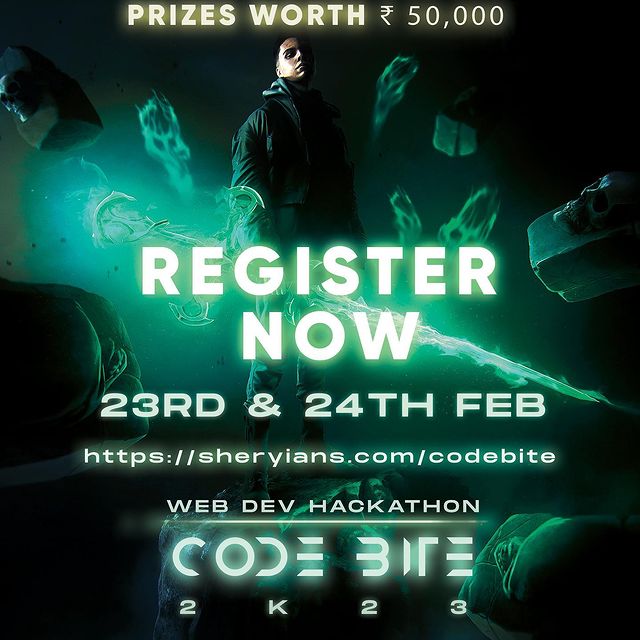 PRIZES WORTH ₹ 50,000
REGISTER
NOW
23RD & 24TH FEB
https://sheryians.com/codebite
WEB DEV HACKATHON
CODE BITE
2 K 2 3